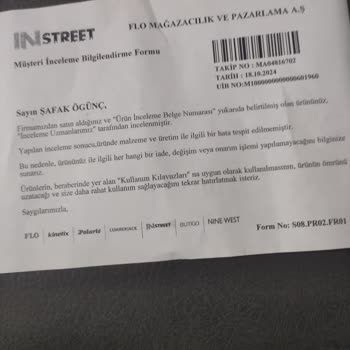 INSTREET
FLO MAĞAZACILIK VE PAZARLAMA A.Ş
Müşteri İnceleme Bilgilendirme Formu
TAKİP NO : MA04816702
TARİH : 18.10.2024
UİB NO:M10000000000000601960
Sayın ŞAFAK ÖGÜNÇ,
Firmamızdan satın aldığınız ve "Ürün İnceleme Belge Numarası" yukarıda belirtilmiş olan ürününüz,
"İnceleme Uzmanlarımız" tarafından incelenmiştir.
Yapılan inceleme sonucu,üründe malzeme ve üretim ile ilgili bir hata tespit edilmemiştir.
Bu nedenle, ürününüz ile ilgili her hangi bir iade, değişim veya onarım işlemi yapılamayacağını bilginize
sunarız.
Ürünlerin, beraberinde yer alan "Kullanım Kılavuzları" na uygun olarak kullanılmasının, ürünün ömrünü
uzatacağı ve size daha rahat kullanım sağlayacağını tekrar hatırlatmak isteriz.
Saygılarımızla,
FLO kinetix Polaris LUMBERJACK INSTREET BUTIGO NINE WEST
Form No: S08.PR02.FR01